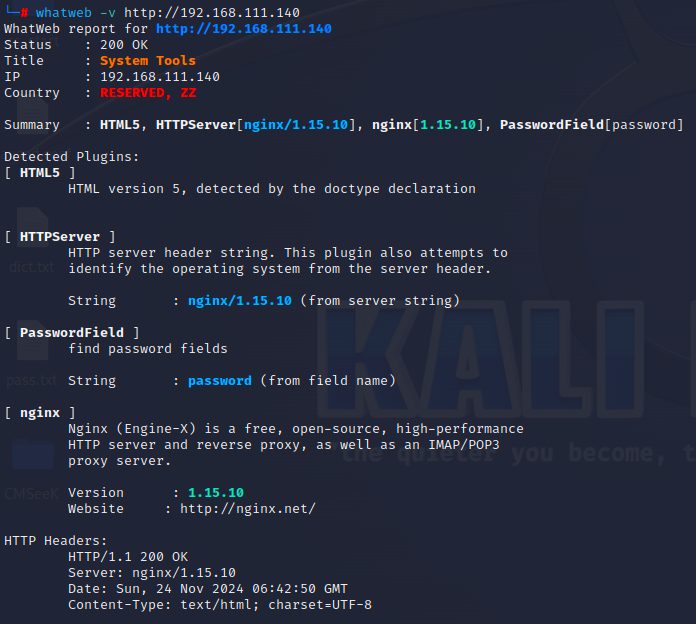 └─# whatweb -v http://192.168.111.140
WhatWeb report for http://192.168.111.140
Status    : 200 OK
Title     : System Tools
IP        : 192.168.111.140
Country   : RESERVED, ZZ
Summary   : HTML5, HTTPServer[nginx/1.15.10], nginx[1.15.10], PasswordField[password]
Detected Plugins:
[ HTML5 ]
HTML version 5, detected by the doctype declaration
[ HTTPServer ]
HTTP server header string. This plugin also attempts to
dict.txt identify the operating system from the server header.
String       : nginx/1.15.10 (from server string)
KALI
[ PasswordField ]
find password fields
pass.txt String       : password (from field name)
[ nginx ]
Nginx (Engine-X) is a free, open-source, high-performance
HTTP server and reverse proxy, as well as an IMAP/POP3
the quieter you become, t
proxy server.
CMSeeK Version      : 1.15.10
Website     : http://nginx.net/
HTTP Headers:
HTTP/1.1 200 OK
Server: nginx/1.15.10
Date: Sun, 24 Nov 2024 06:42:50 GMT
Content-Type: text/html; charset=UTF-8